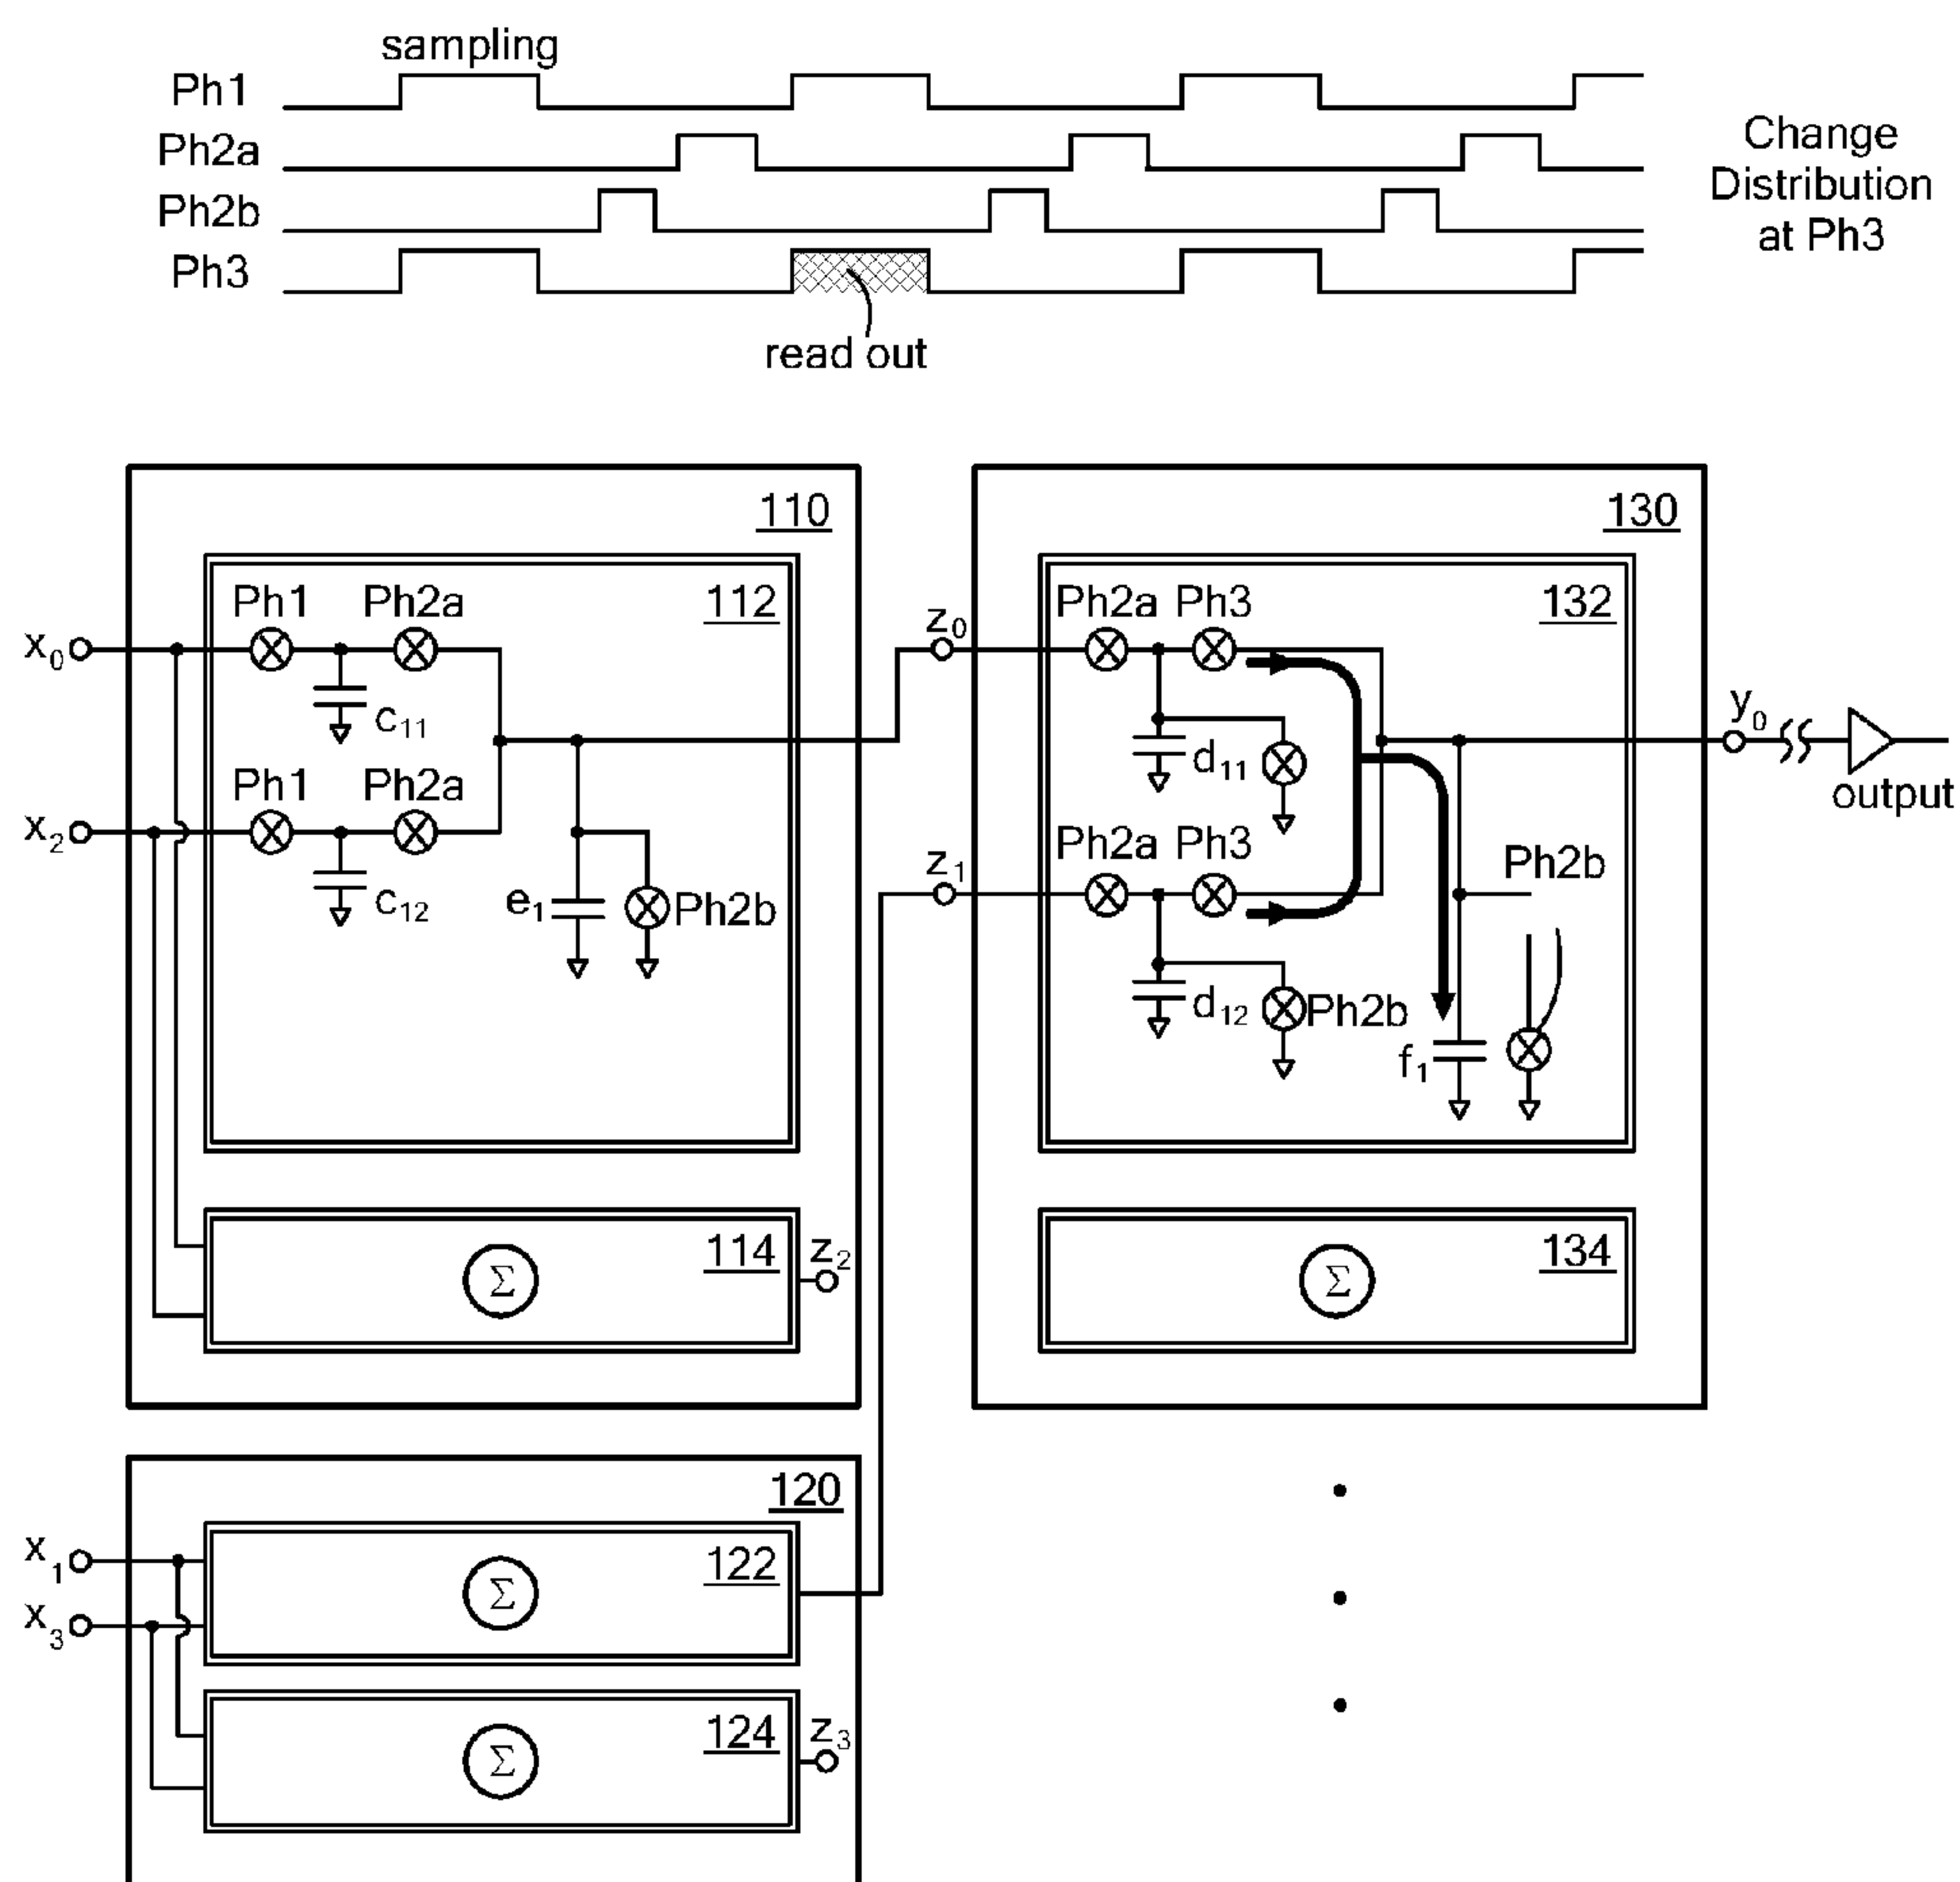 sampling
Ph1
Ph2a
Ph2b
Ph3
read out
Change
Distribution
at Ph3
110
112
Ph1 Ph2a
x0
c11
Ph1 Ph2a
x2
c12
e1
Ph2b
114
Σ
z2
120
x1
x3
122
Σ
124
Σ
z3
130
132
Ph2a Ph3
z0
d11
Ph2a Ph3
z1
d12
Ph2b
Ph2b
f1
y0
output
134
Σ